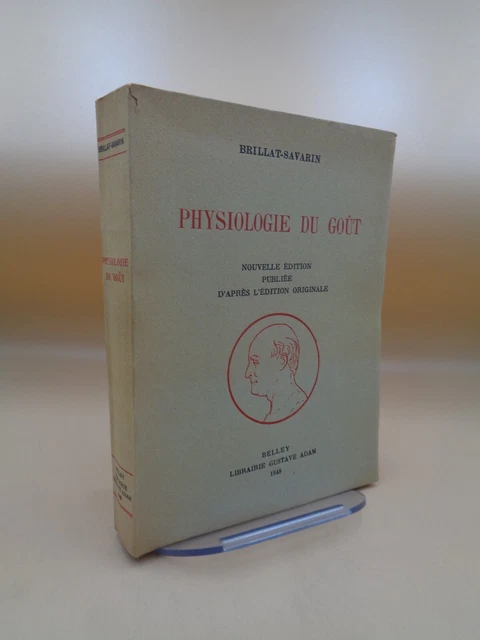 BRILLAT-SAVARIN
PHYSIOLOGIE DU GOÛT
NOUVELLE ÉDITION
PUBLIÉE
D'APRÈS L'ÉDITION ORIGINALE
BELLEY
LIBRAIRIE GUSTAVE ADAM
1948
BRILLAT-SAVARIN
PHYSIOLOGIE
DU GOÛT